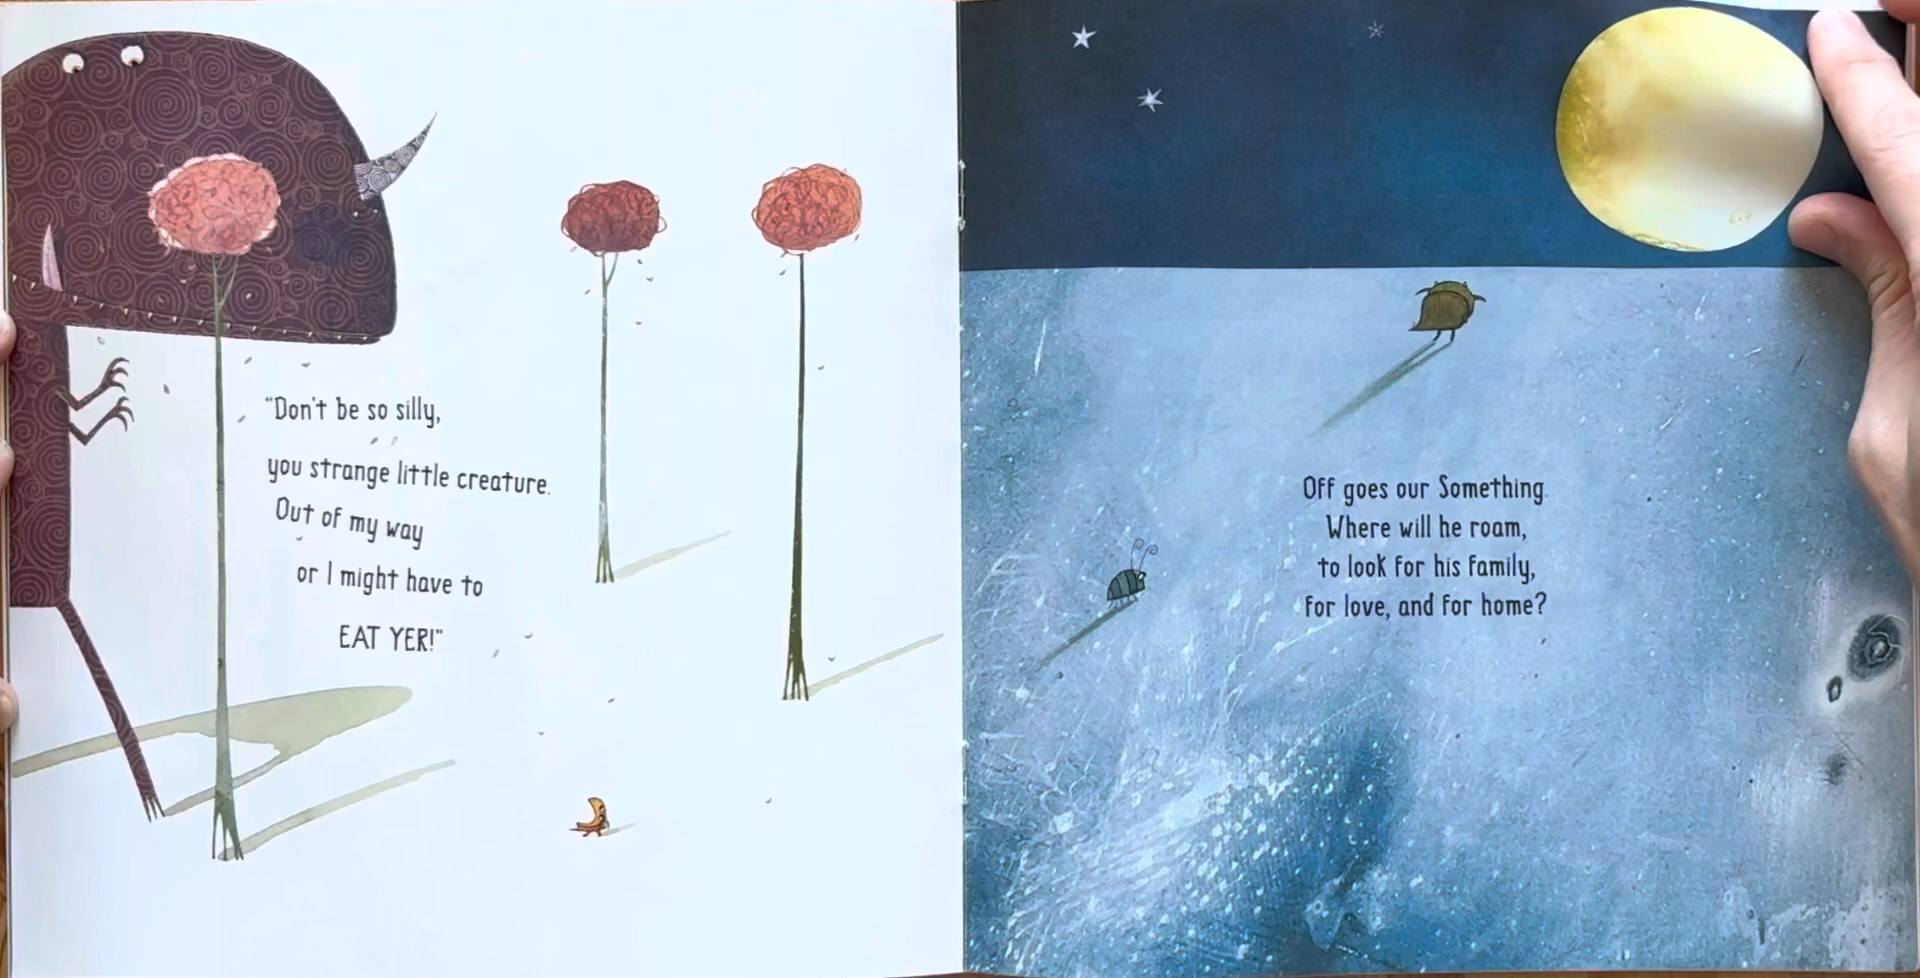 "Don't be so silly,
you strange little creature.
Out of my way
or I might have to
EAT YER!"
Off goes our Something.
Where will he roam,
to look for his family,
for love, and for home?